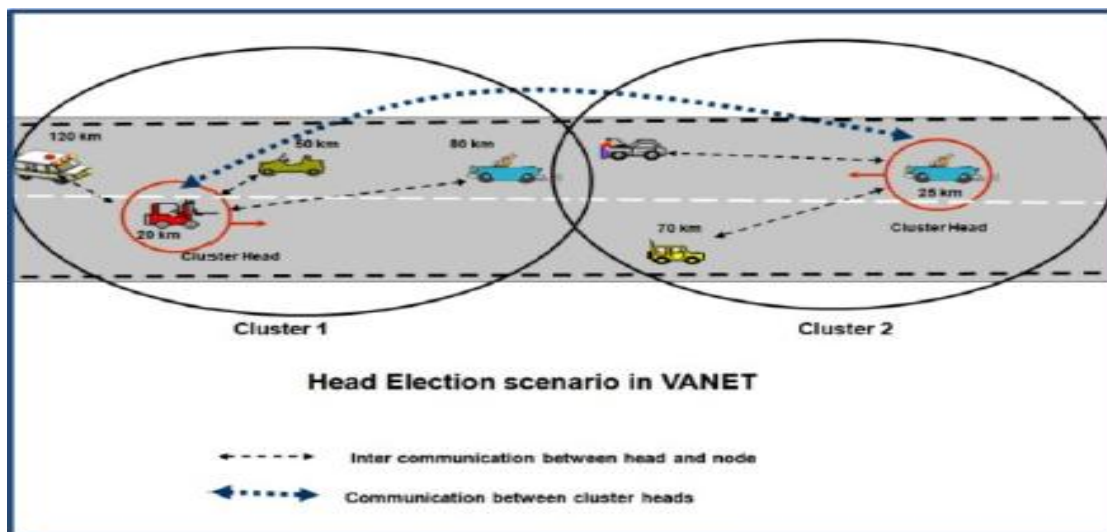 120 km
50 km
80 km
20 km
Cluster Head
70 km
25 km
Cluster Head
Cluster 1
Cluster 2
Head Election scenario in VANET
Inter communication between head and node
Communication between cluster heads